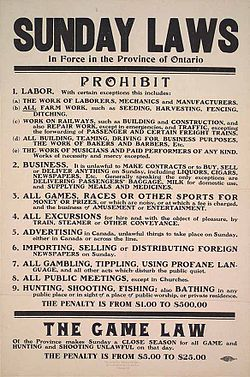 SUNDAY LAWS
In Force in the Province of Ontario
PROHIBIT
1. LABOR. With certain exceptions this includes:
(a) THE WORK OF LABORERS, MECHANICS and MANUFACTURERS.
(b) ALL FARM WORK, such as SEEDING, HARVESTING, FENCING,
DITCHING.
(c) WORK ON RAILWAYS, such as BUILDING and CONSTRUCTION, and
also REPAIR WORK, except in emergencies, and TRAFFIC, excepting
the forwarding of PASSENGER AND CERTAIN FREIGHT TRAINS.
(d) ALL BUILDING, TEAMING, DRIVING FOR BUSINESS PURPOSES,
THE WORK OF BAKERS AND BARBERS, Etc.
(e) THE WORK OF MUSICIANS AND PAID PERFORMERS OF ANY KIND.
Works of necessity and mercy excepted.
2. BUSINESS. It is unlawful to MAKE CONTRACTS or to BUY, SELL
or DELIVER ANYTHING on Sunday, including LIQUORS, CIGARS,
NEWSPAPERS, Etc. Generally speaking the only exceptions are
DELIVERING PASSENGERS' BAGGAGE, MILK for domestic use,
and SUPPLYING MEALS AND MEDICINES.
3. ALL GAMES, RACES OR OTHER SPORTS FOR
MONEY OR PRIZES, or which are noisy, or at which a fee is charged,
and the business of AMUSEMENT or ENTERTAINMENT.
4. ALL EXCURSIONS for hire and with the object of pleasure, by
TRAIN, STEAMER or OTHER CONVEYANCE.
5. ADVERTISING in Canada, unlawful things to take place on Sunday,
either in Canada or across the line.
6. IMPORTING, SELLING or DISTRIBUTING FOREIGN
NEWSPAPERS on Sunday.
7. ALL GAMBLING, TIPPLING, USING PROFANE LAN-
GUAGE, and all other acts which disturb the public quiet.
8. ALL PUBLIC MEETINGS, except in Churches.
9. HUNTING, SHOOTING, FISHING; also BATHING in any
public place or in sight of a place of public worship, or private residence.
THE PENALTY IS FROM $1.00 TO $500.00
THE GAME LAW
Of the Province makes Sunday a CLOSE SEASON for all GAME and
HUNTING and SHOOTING UNLAWFUL on that day.
THE PENALTY IS FROM $5.00 TO $25.00